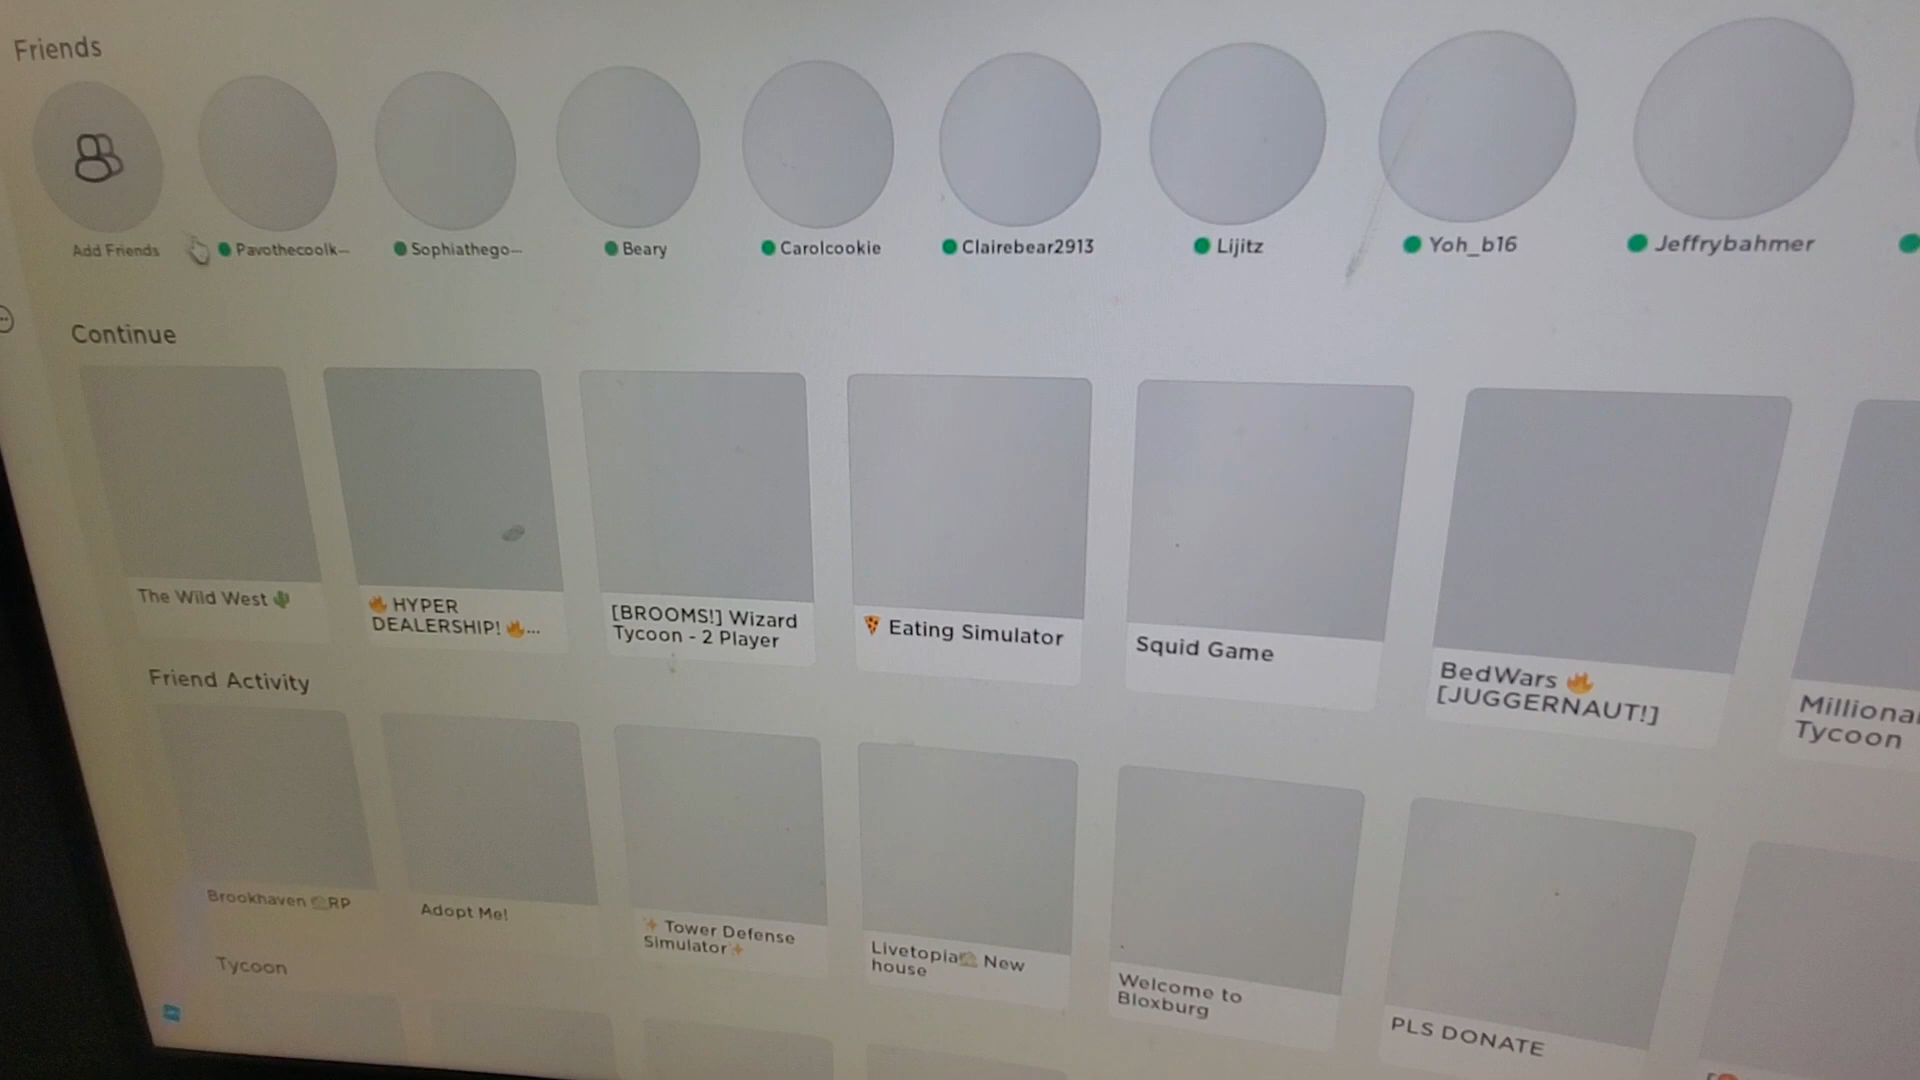 Friends
Add Friends
Pavothecoolk...
Sophiathego...
Beary
Carolcookie
Clairebear2913
Lijitz
Yoh_b16
Jeffrybahmer
Continue
The Wild West 🌵
🔥 HYPER
DEALERSHIP! 🔥...
[BROOMS!] Wizard
Tycoon - 2 Player
🍕 Eating Simulator
Squid Game
BedWars 🔥
[JUGGERNAUT!]
Tycoon
Friend Activity
Brookhaven 🏡RP
Adopt Me!
✨ Tower Defense
Simulator✨
Livetopia🏡 New
house
Welcome to
Bloxburg
PLS DONATE
Tycoon